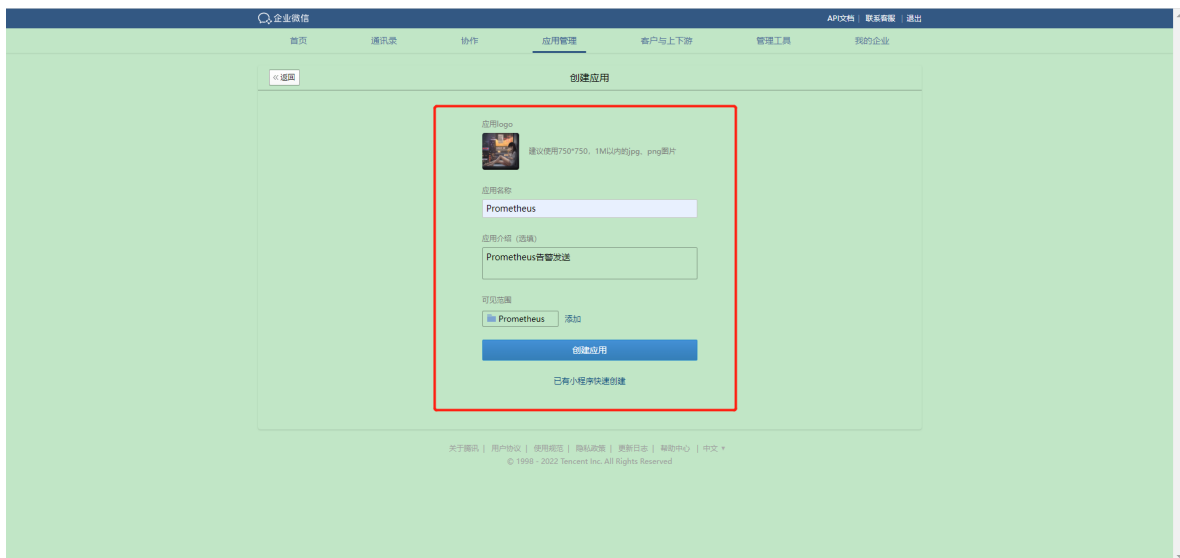 企业微信 API文档 | 联系客服 | 退出
首页 通讯录 协作 应用管理 客户与上下游 管理工具 我的企业
«返回 创建应用
应用logo
建议使用750*750，1M以内的jpg、png图片
应用名称
Prometheus
应用介绍（选填）
Prometheus告警发送
可见范围
Prometheus 添加
创建应用
已有小程序快速创建
关于腾讯 | 用户协议 | 使用规范 | 隐私政策 | 更新日志 | 帮助中心 | 中文
© 1998 - 2022 Tencent Inc. All Rights Reserved